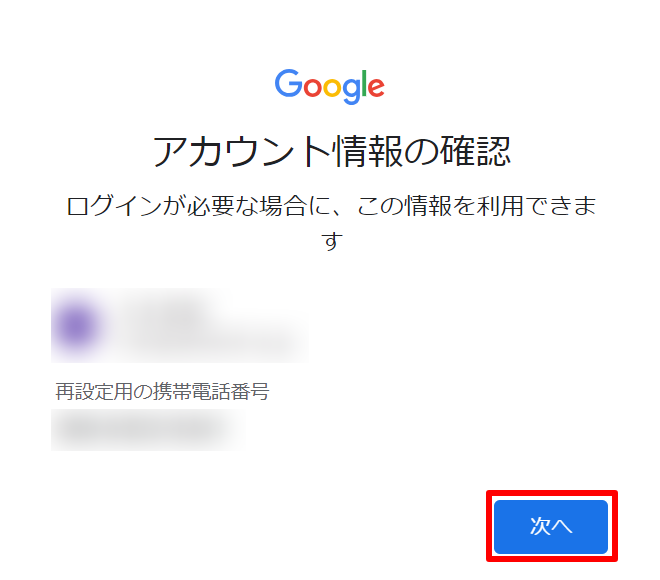 Google
アカウント情報の確認
ログインが必要な場合に、この情報を利用できま
す
再設定用の携帯電話番号
次へ